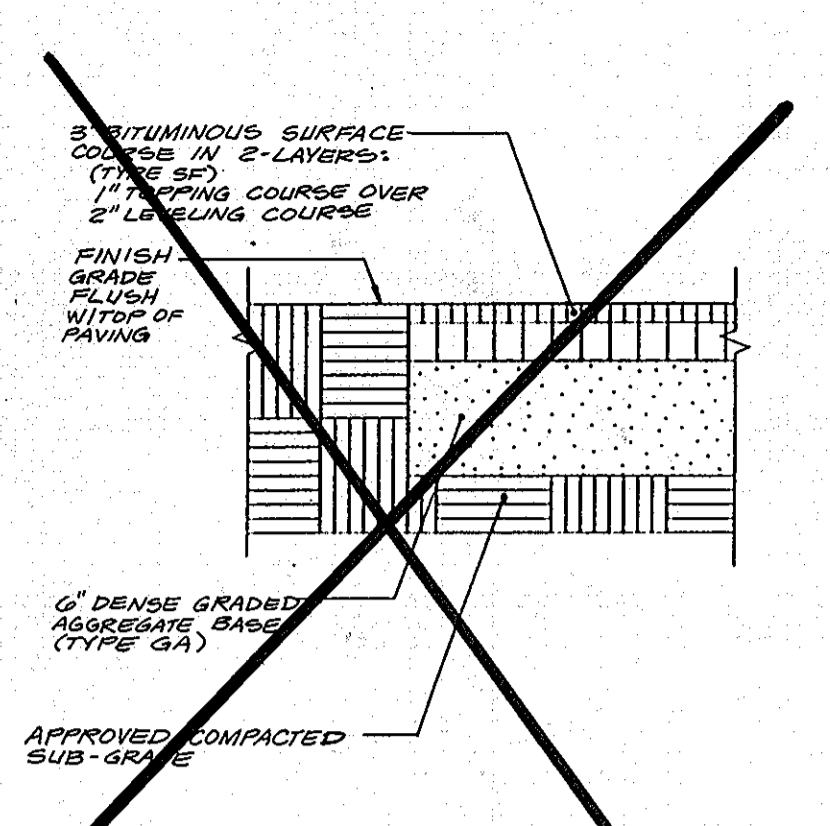 3" BITUMINOUS SURFACE
COURSE IN 2-LAYERS:
(TYPE SF)
1" TOPPING COURSE OVER
2" LEVELING COURSE
FINISH
GRADE
FLUSH
W/TOP OF
PAVING
6" DENSE GRADED
AGGREGATE BASE
(TYPE GA)
APPROVED COMPACTED
SUB-GRADE